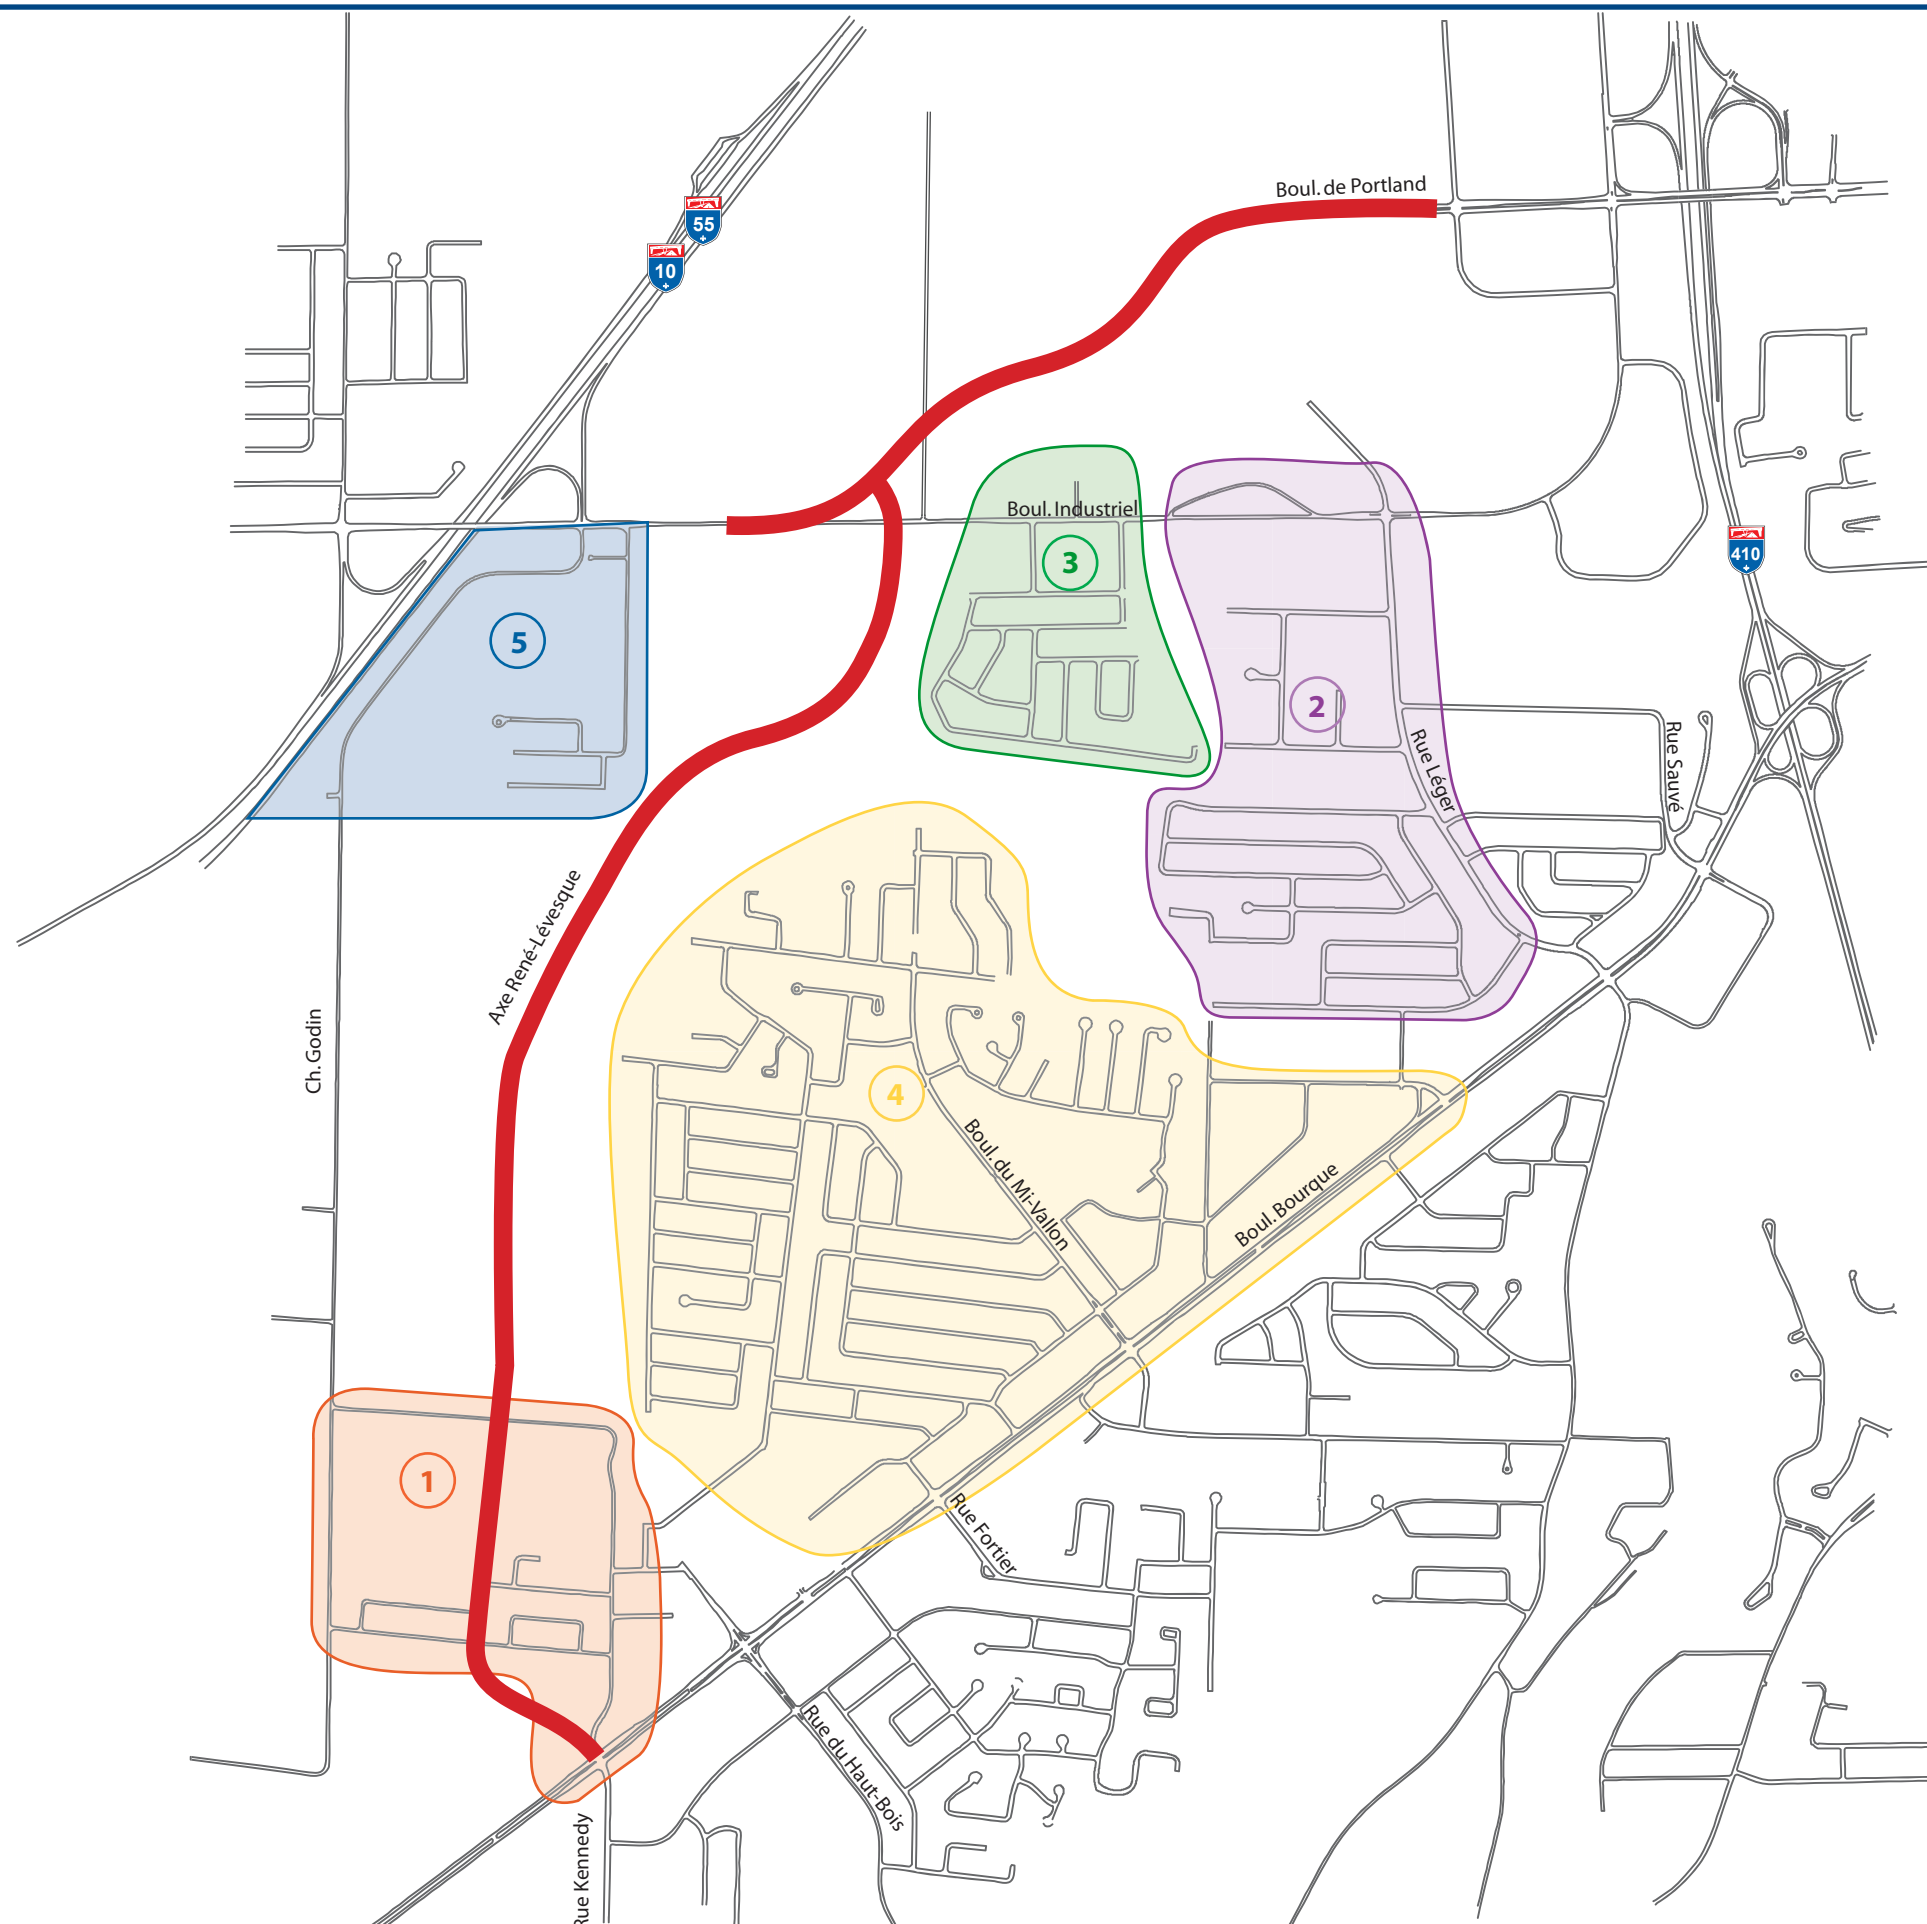 Boul. de Portland
55
10
Boul. Industriel
3
410
5
2
Rue Léger
Rue Sauvé
Axe René-Lévesque
Ch. Godin
4
Boul. du Mi-Vallon
Boul. Bourque
1
Rue Fortier
Rue du Haut-Bois
Rue Kennedy